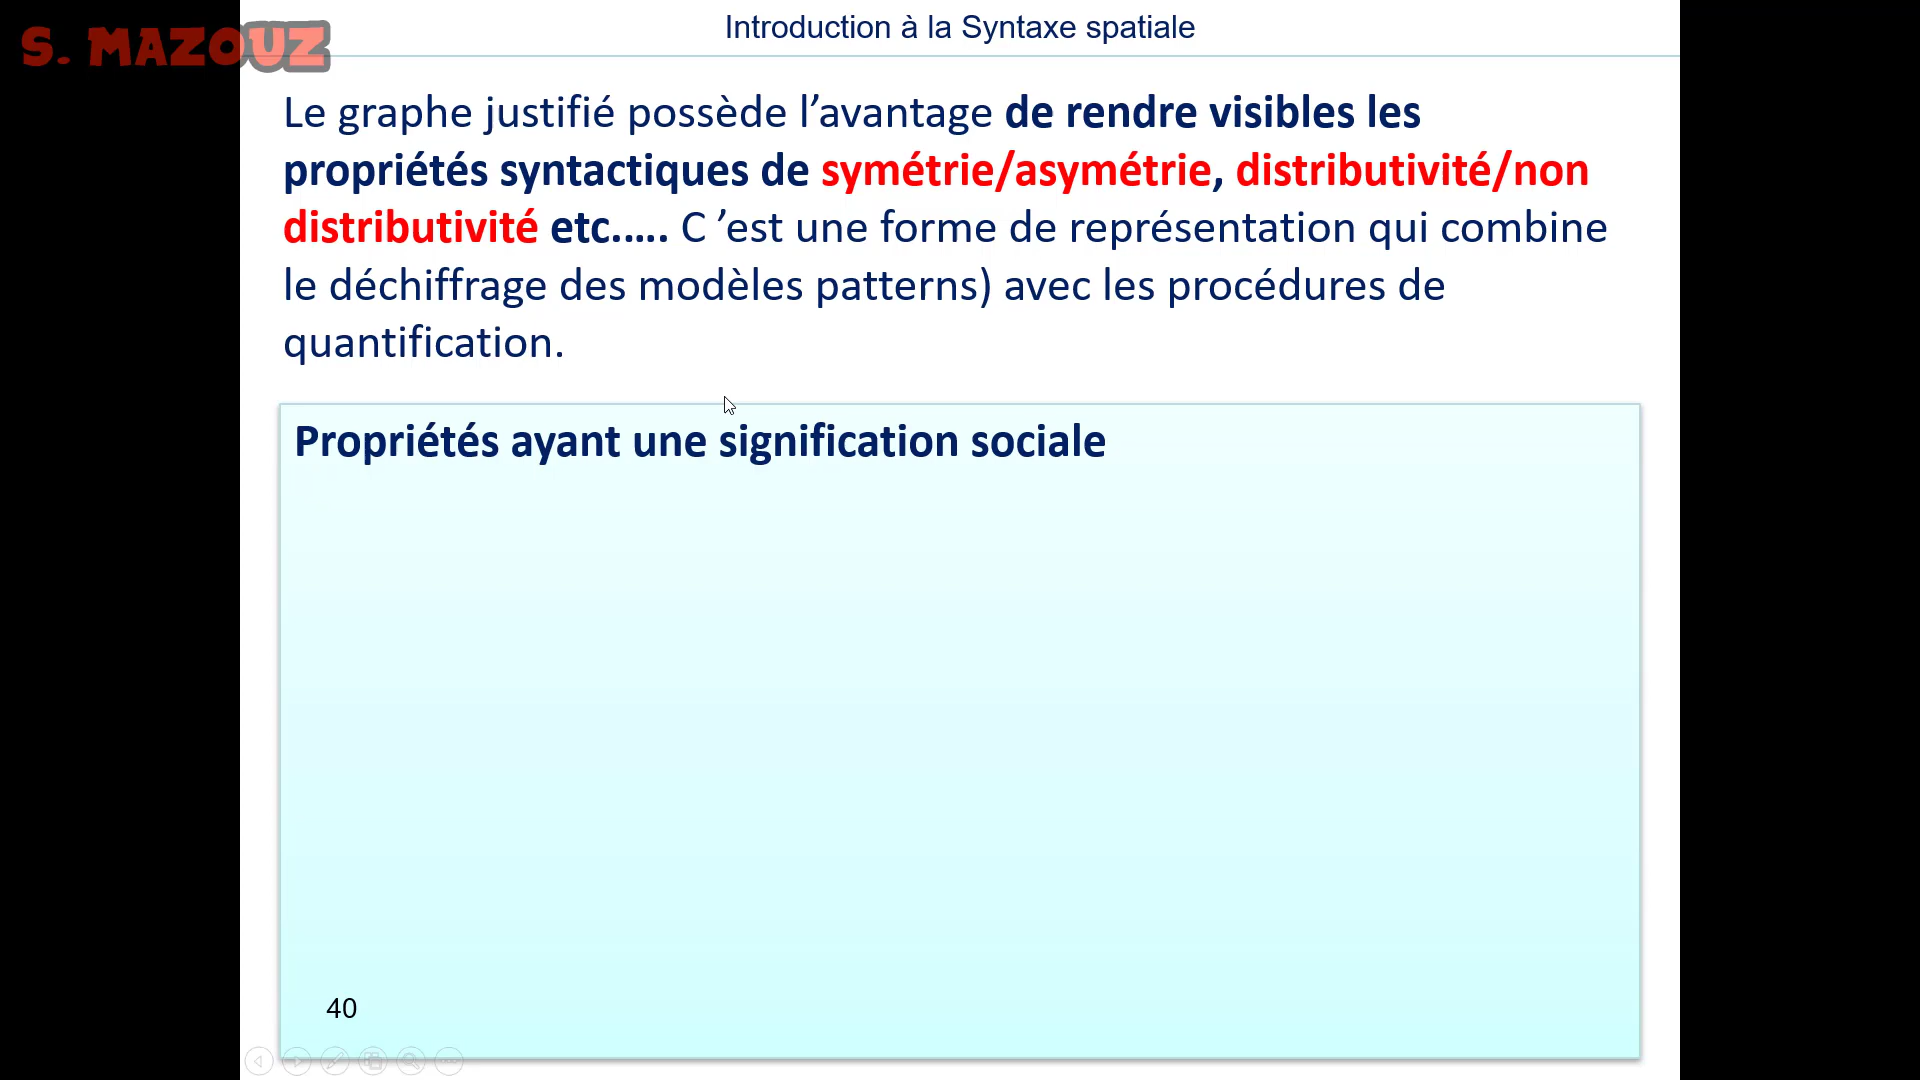 Introduction à la Syntaxe spatiale
S. MAZOUZ
Le graphe justifié possède l’avantage de rendre visibles les
propriétés syntactiques de symétrie/asymétrie, distributivité/non
distributivité etc..... C ’est une forme de représentation qui combine
le déchiffrage des modèles patterns) avec les procédures de
quantification.
Propriétés ayant une signification sociale
40